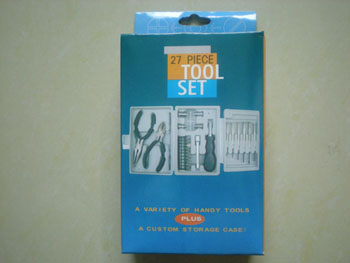 27 PIECE
TOOL
SET
A VARIETY OF HANDY TOOLS
PLUS
A CUSTOM STORAGE CASE!